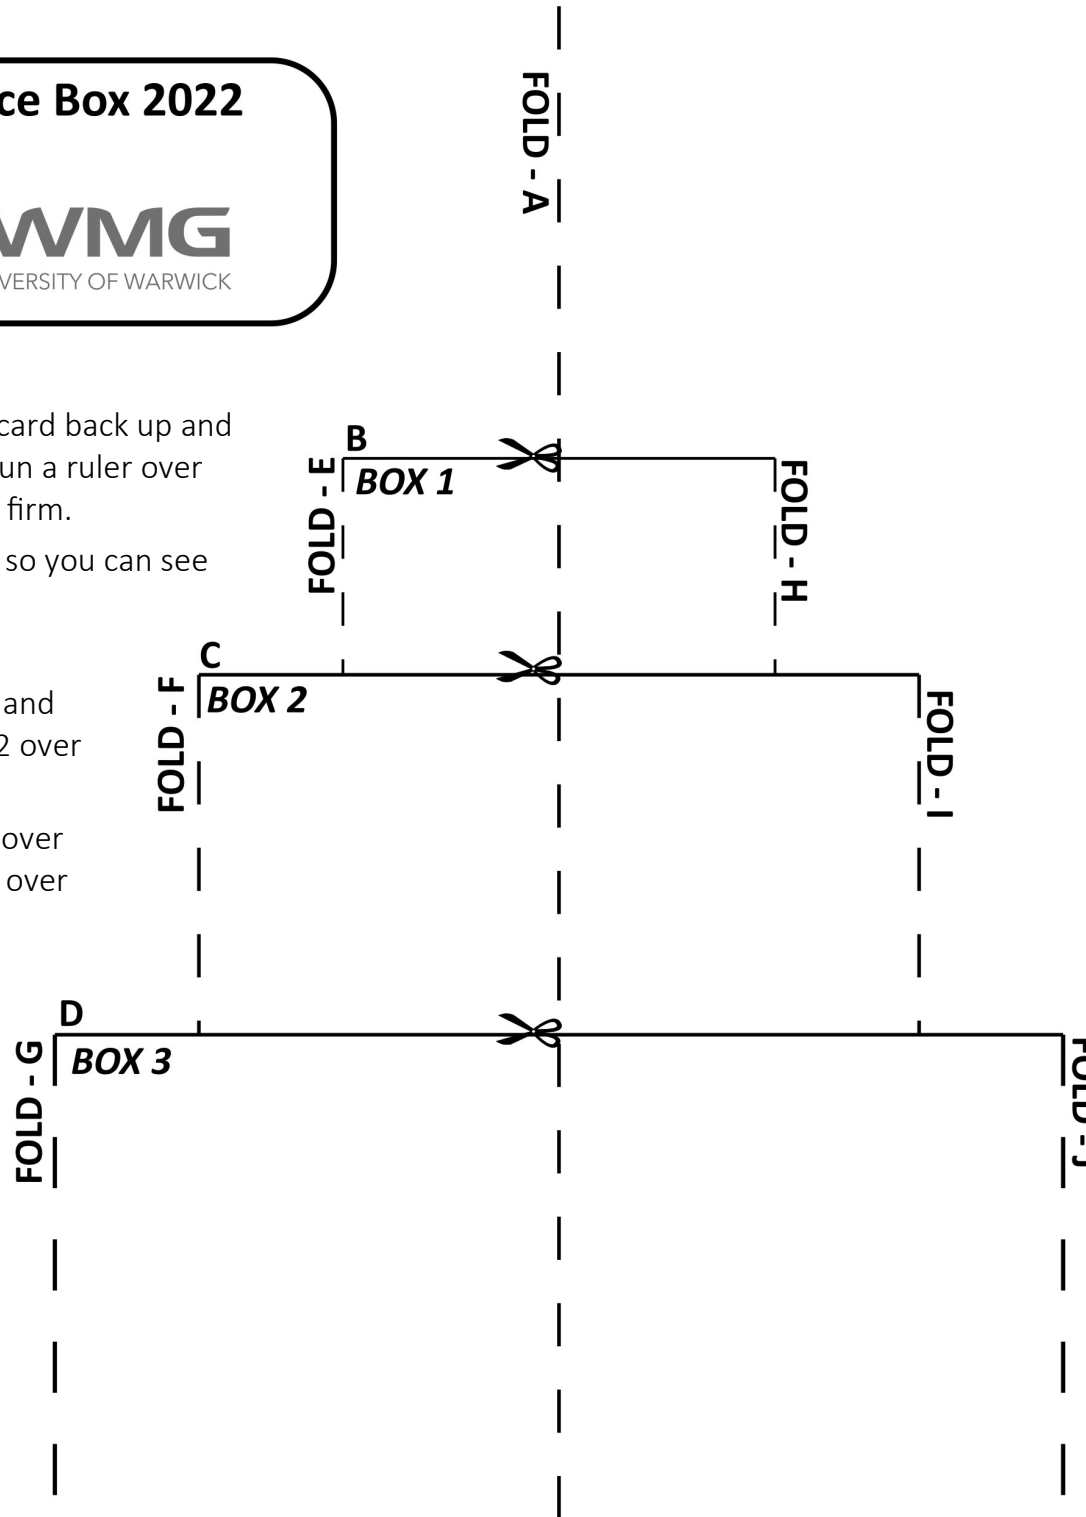 ce Box 2022
WMG
VERSITY OF WARWICK
FOLD - A
card back up and
un a ruler over
firm.
so you can see
B
BOX 1
FOLD - E
FOLD - H
C
BOX 2
FOLD - F
FOLD - I
and
2 over
over
over
D
BOX 3
FOLD - G
FOLD - J